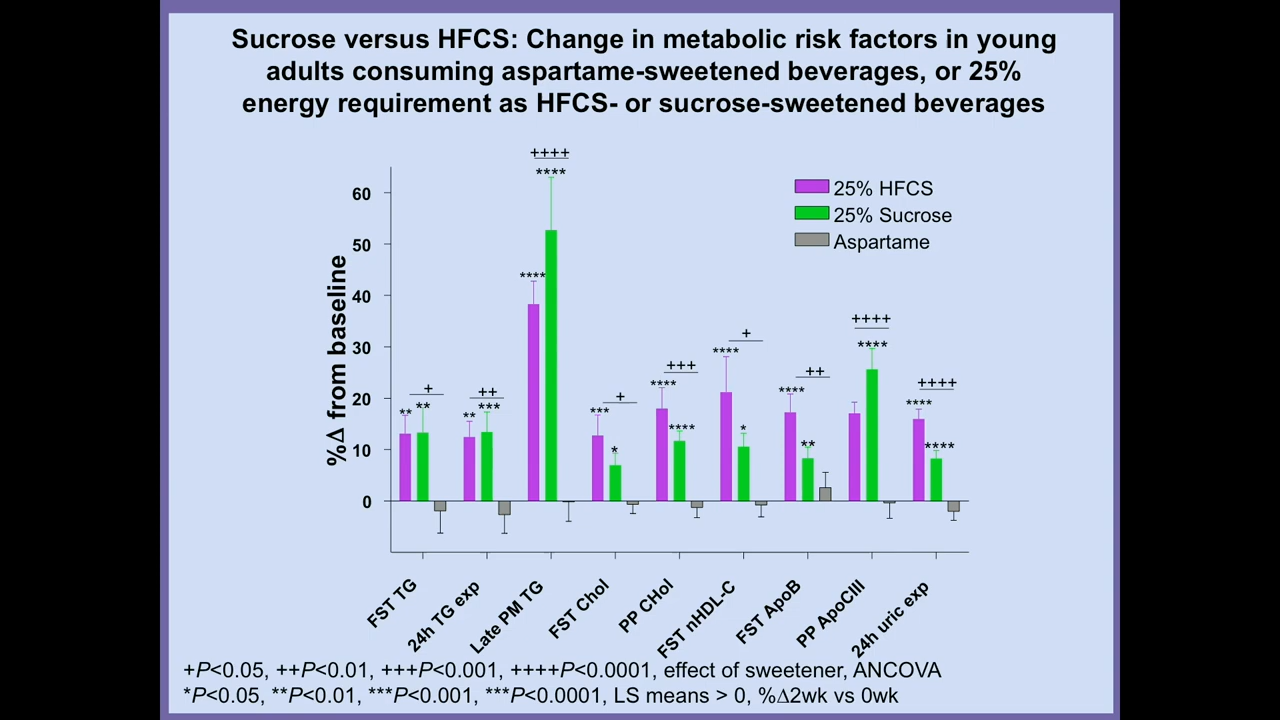 Sucrose versus HFCS: Change in metabolic risk factors in young
adults consuming aspartame-sweetened beverages, or 25%
energy requirement as HFCS- or sucrose-sweetened beverages
++++
****
60
25% HFCS
25% Sucrose
Aspartame
50
****
40
++++
+
****
****
30
+++
++
++++
****
****
****
+
++
+
**
**
**
***
***
****
*
**
****
*
20
10
0
%Δ from baseline
FST TG
24h TG exp
Late PM TG
FST Chol
PP CHol
FST nHDL-C
FST ApoB
PP ApoCIII
24h uric exp
+P<0.05, ++P<0.01, +++P<0.001, ++++P<0.0001, effect of sweetener, ANCOVA
*P<0.05, **P<0.01, ***P<0.001, ***P<0.0001, LS means > 0, %Δ2wk vs 0wk